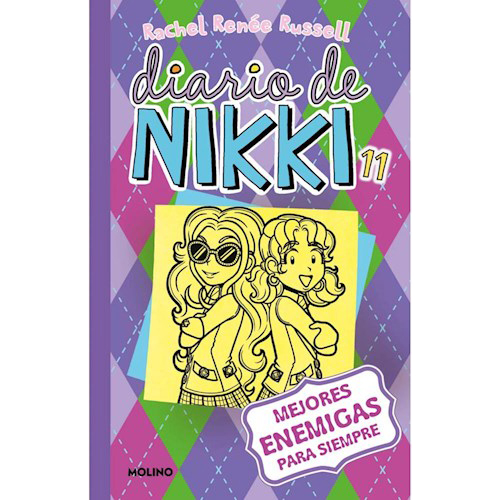 Rachel Renée Russell
diario de
NIKKI 11
MEJORES
ENEMIGAS
PARA SIEMPRE
MOLINO